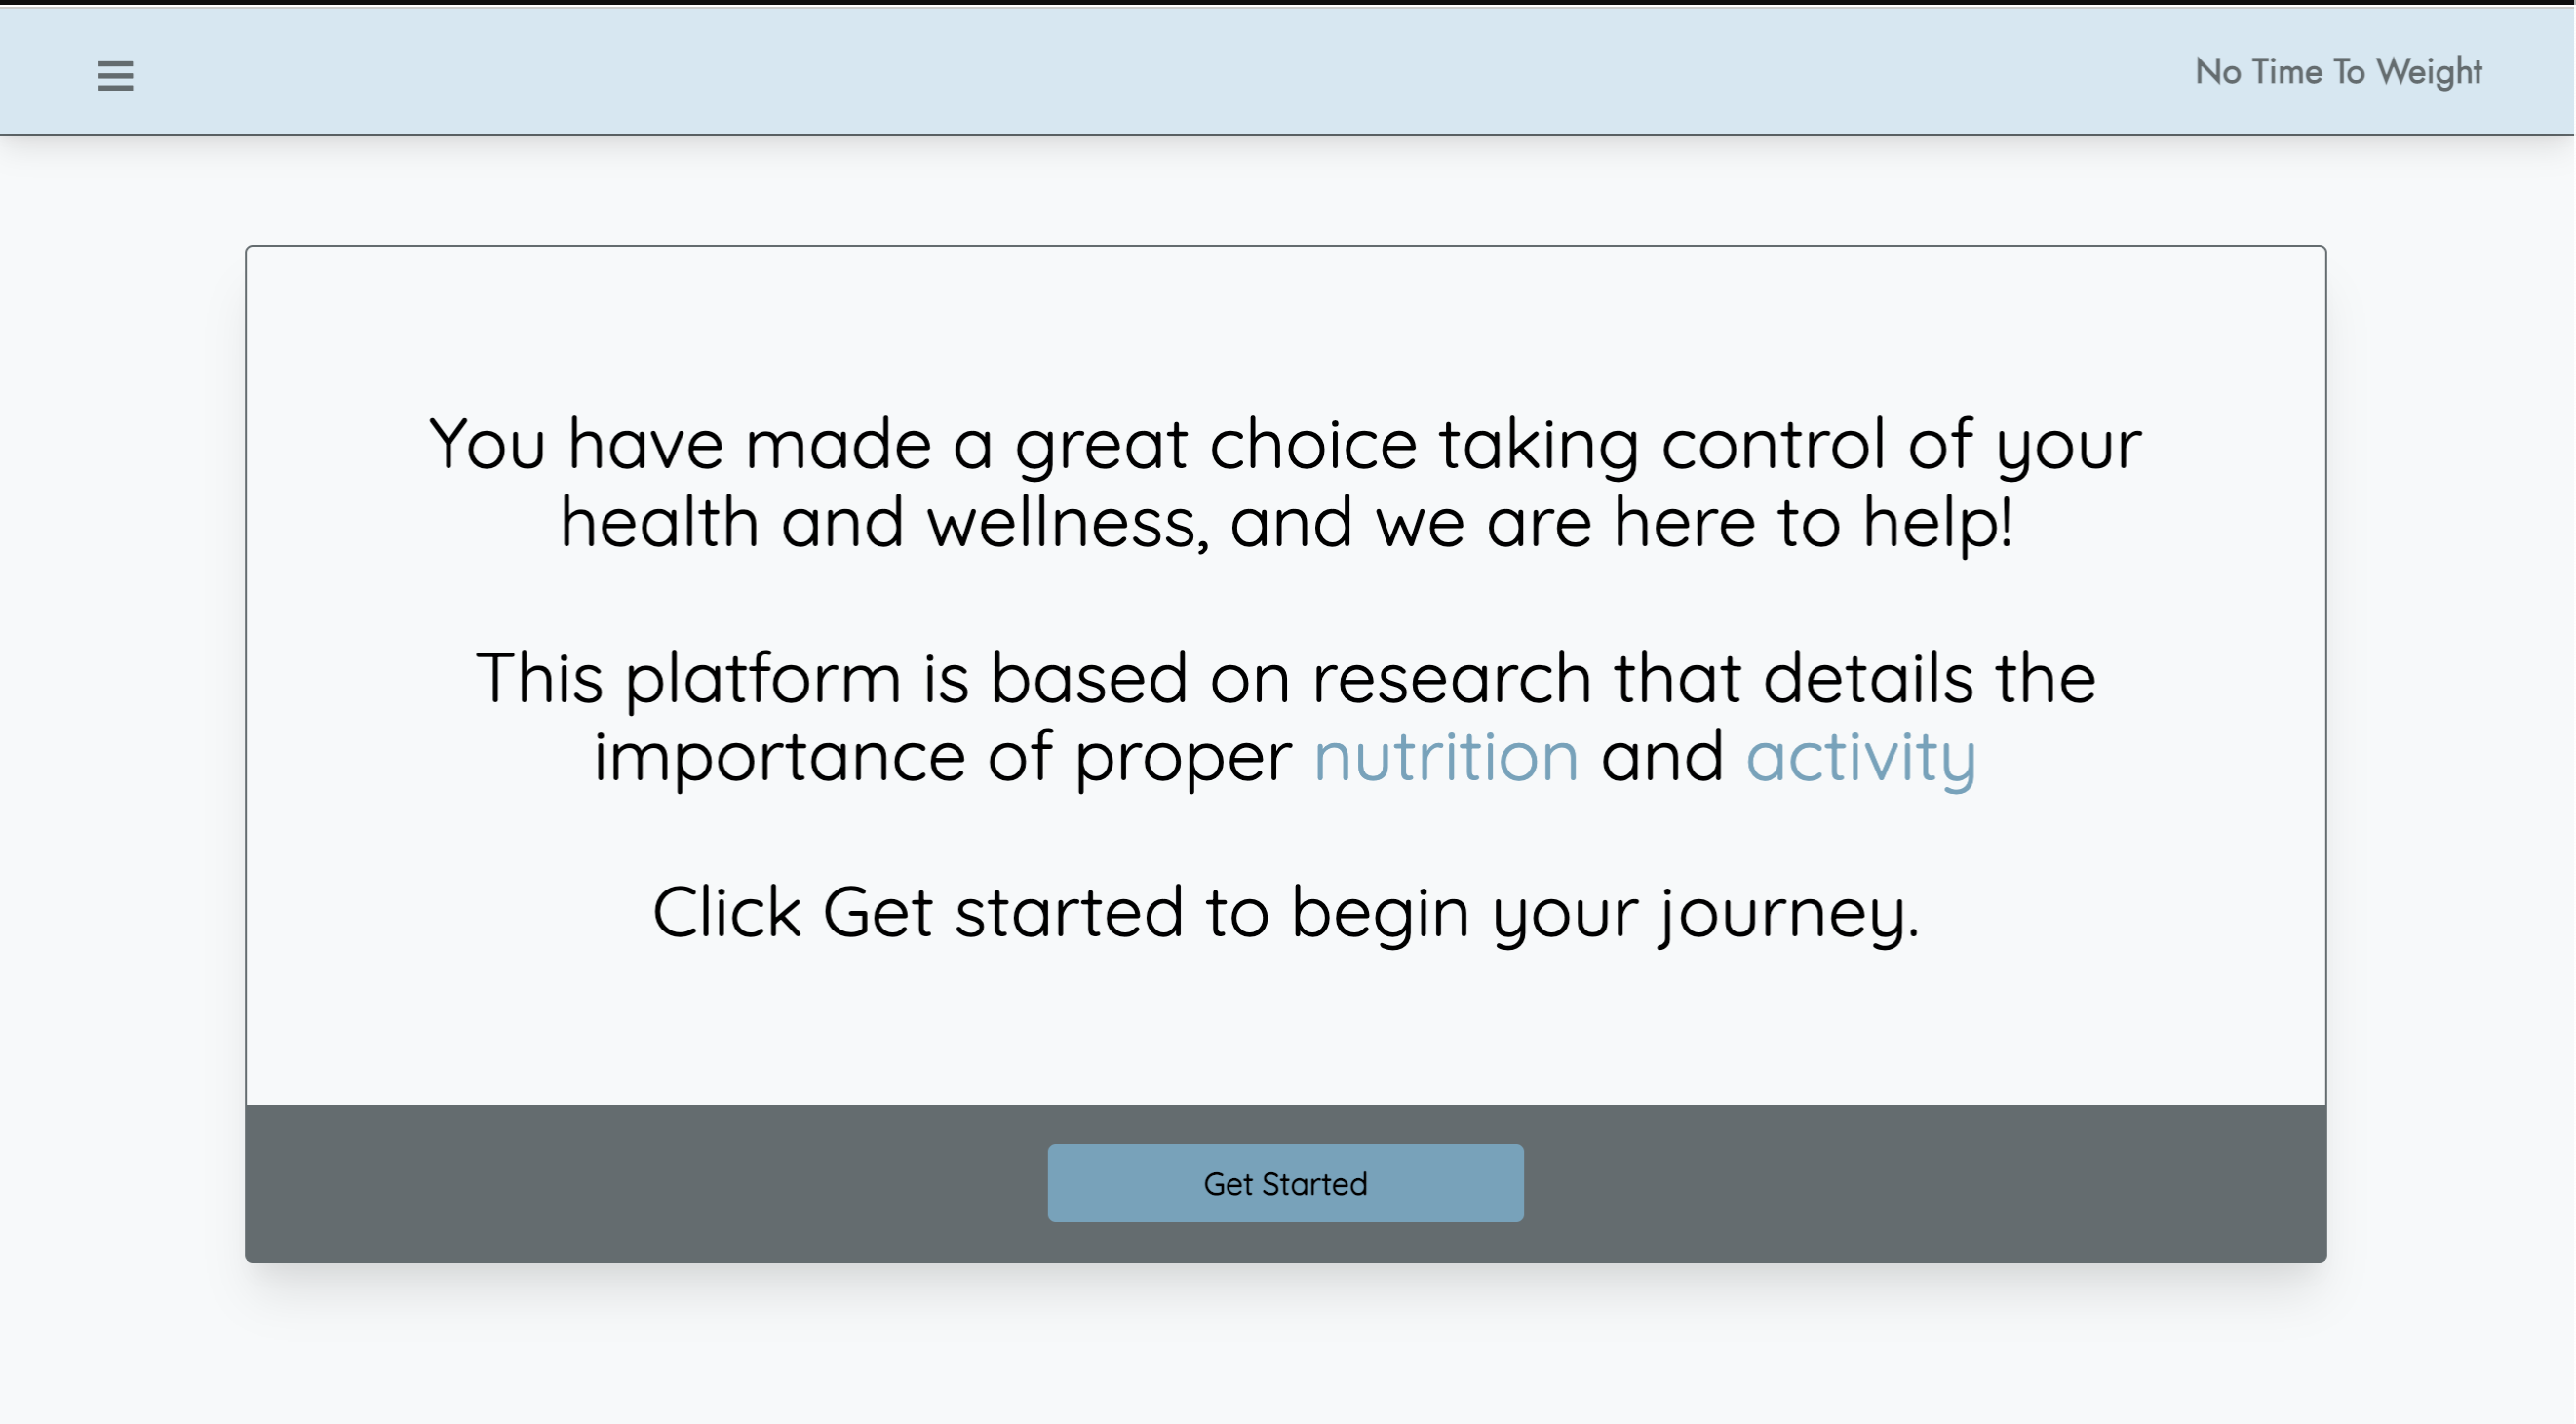 No Time To Weight
You have made a great choice taking control of your
health and wellness, and we are here to help!
This platform is based on research that details the
importance of proper nutrition and activity
Click Get started to begin your journey.
Get Started